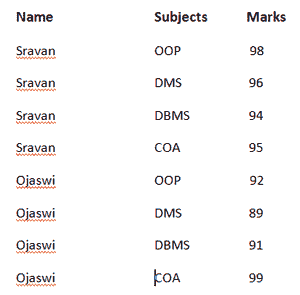 Name Subjects Marks
Sravan OOP 98
Sravan DMS 96
Sravan DBMS 94
Sravan COA 95
Ojaswi OOP 92
Ojaswi DMS 89
Ojaswi DBMS 91
Ojaswi COA 99